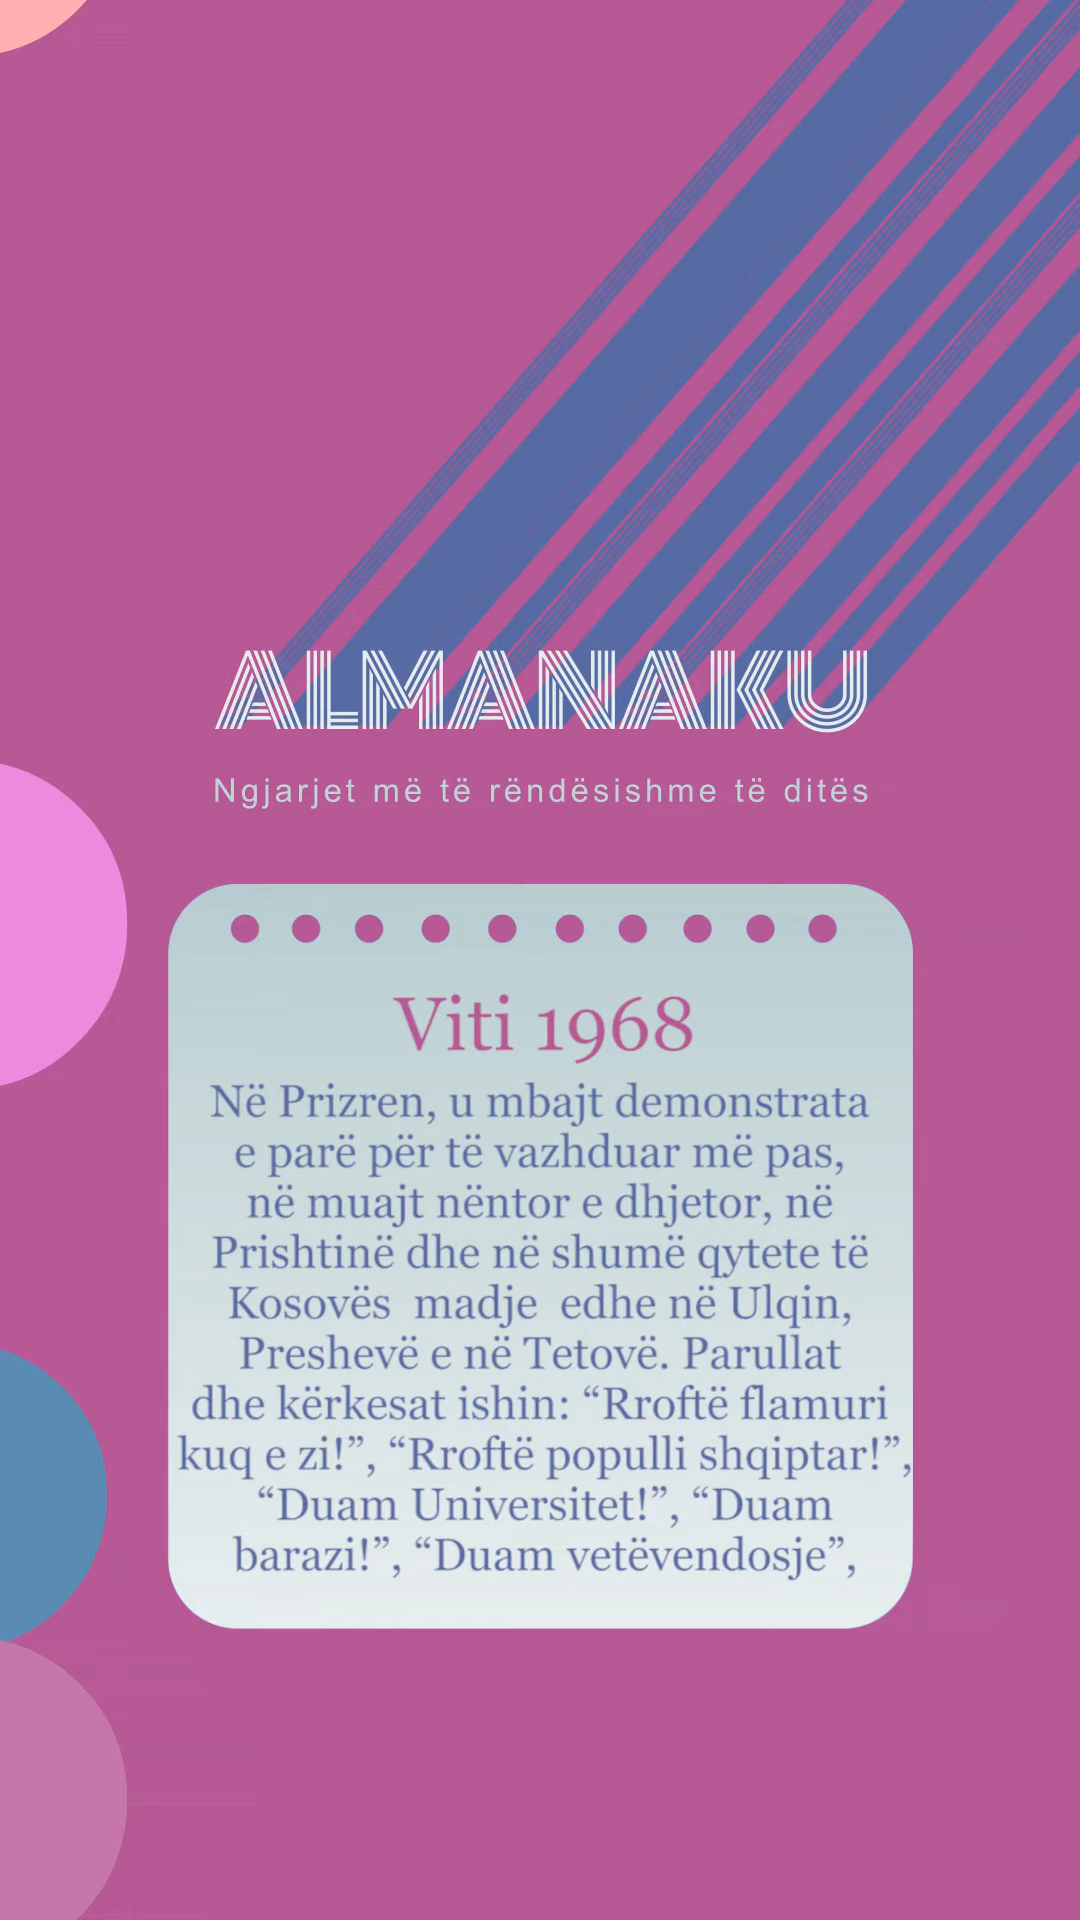 ALMANAKU
Ngjarjet më të rëndësishme të ditës
Viti 1968
Në Prizren, u mbajt demonstrata
e parë për të vazhduar më pas,
në muajt nëntor e dhjetor, në
Prishtinë dhe në shumë qytete të
Kosovës  madje  edhe në Ulqin,
Preshevë e në Tetovë. Parullat
dhe kërkesat ishin: “Rroftë flamuri
kuq e zi!”, “Rroftë populli shqiptar!”,
“Duam Universitet!”, “Duam
barazi!”, “Duam vetëvendosje”,